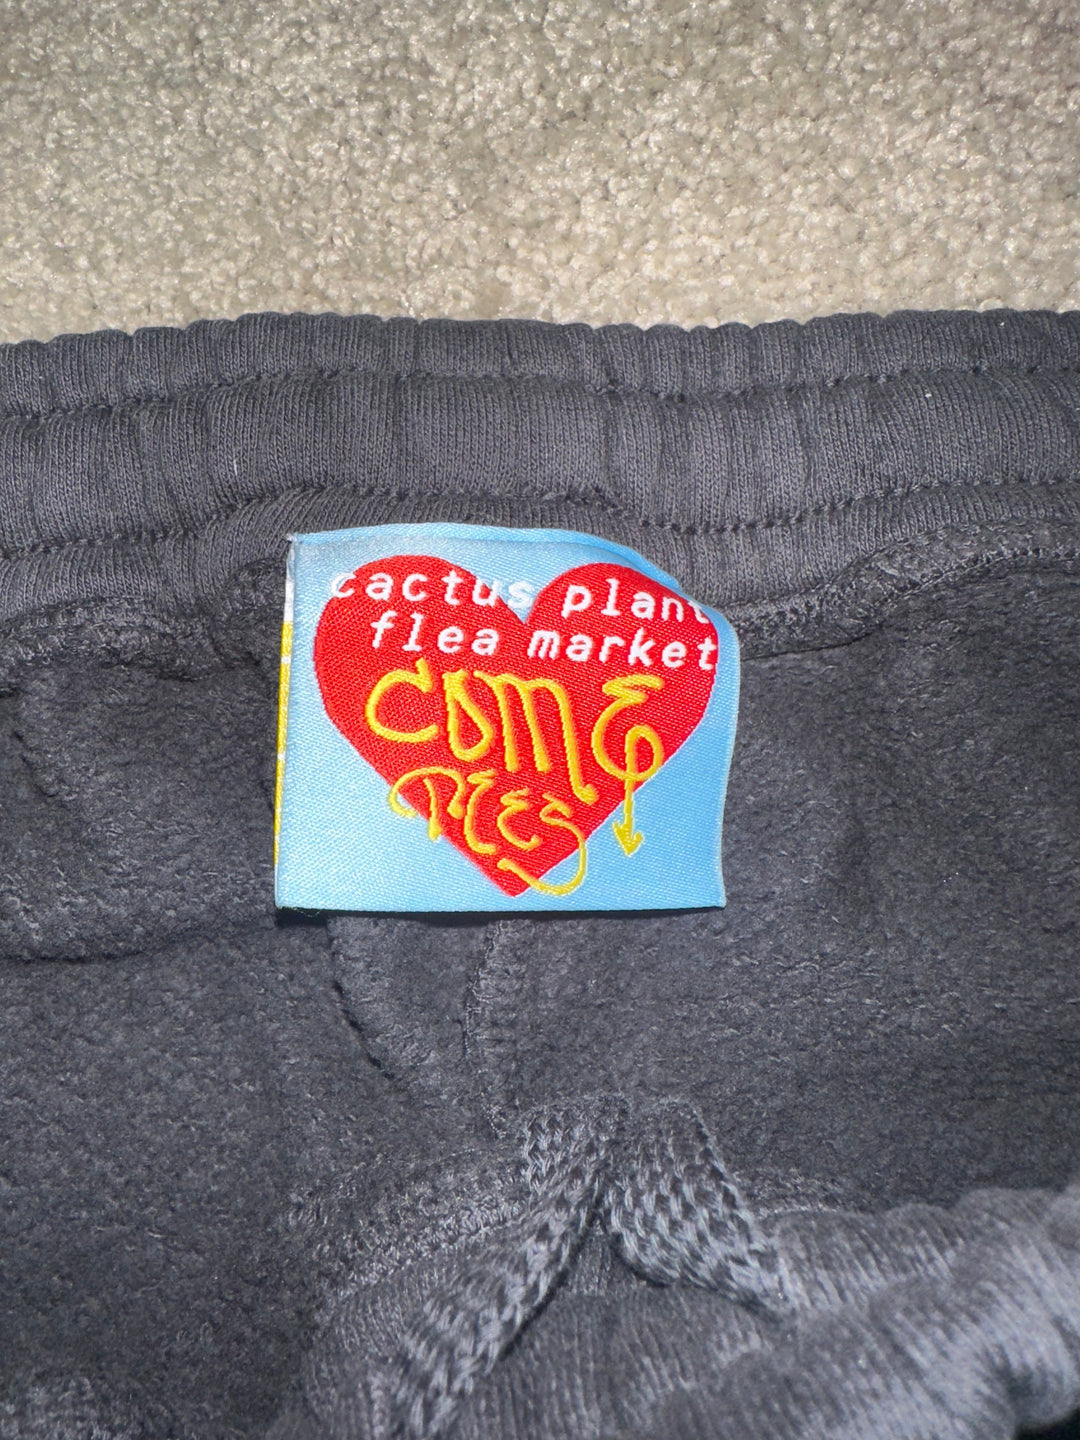 cactus plant
flea market
COME
TEES